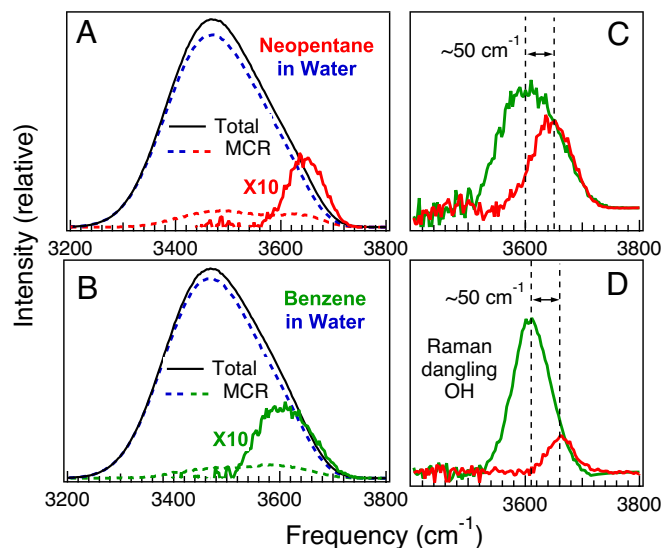 A
Neopentane
in Water
Total
MCR
X10
3200 3400 3600 3800
C
~50 cm-1
3600 3800
B
Benzene
in Water
Total
MCR
X10
3200 3400 3600 3800
D
~50 cm-1
Raman
dangling
OH
3600 3800
Intensity (relative)
Frequency (cm-1)